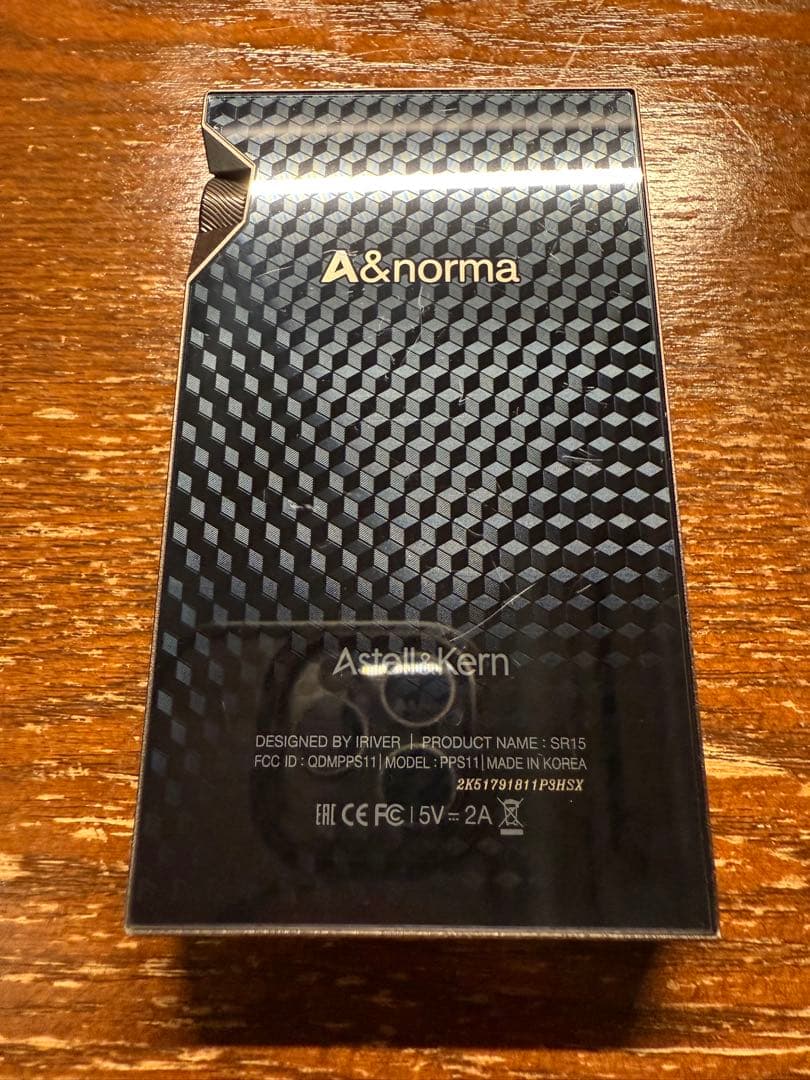 A&norma
Astell&Kern
DESIGNED BY IRIVER | PRODUCT NAME : SR15
FCC ID : QDMPPS11 | MODEL : PPS11 | MADE IN KOREA
2K51791811P3HSX
EAC CE FC | 5V⎓2A